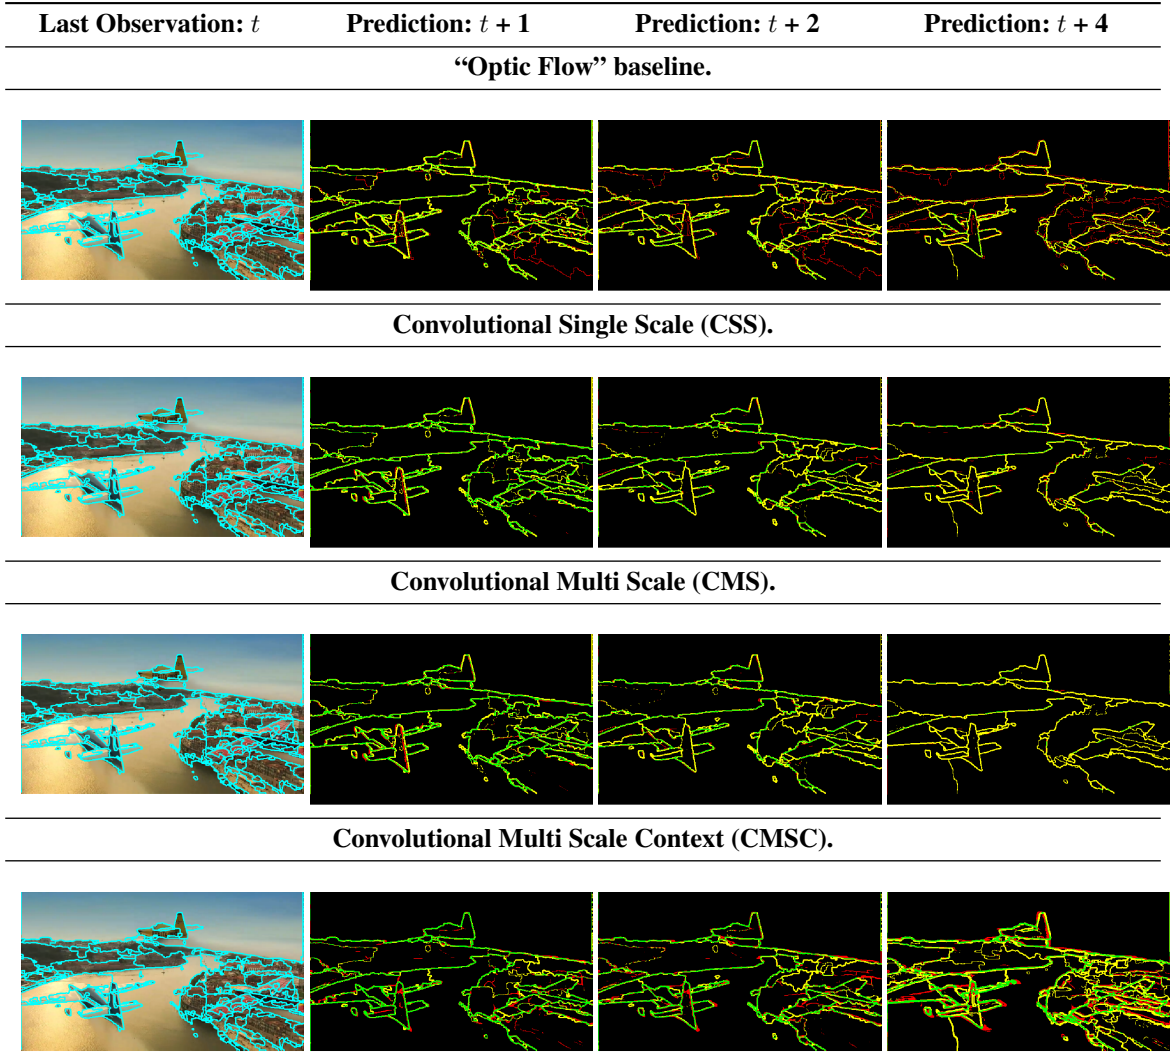 Last Observation: t Prediction: t + 1 Prediction: t + 2 Prediction: t + 4
“Optic Flow” baseline.
Convolutional Single Scale (CSS).
Convolutional Multi Scale (CMS).
Convolutional Multi Scale Context (CMSC).